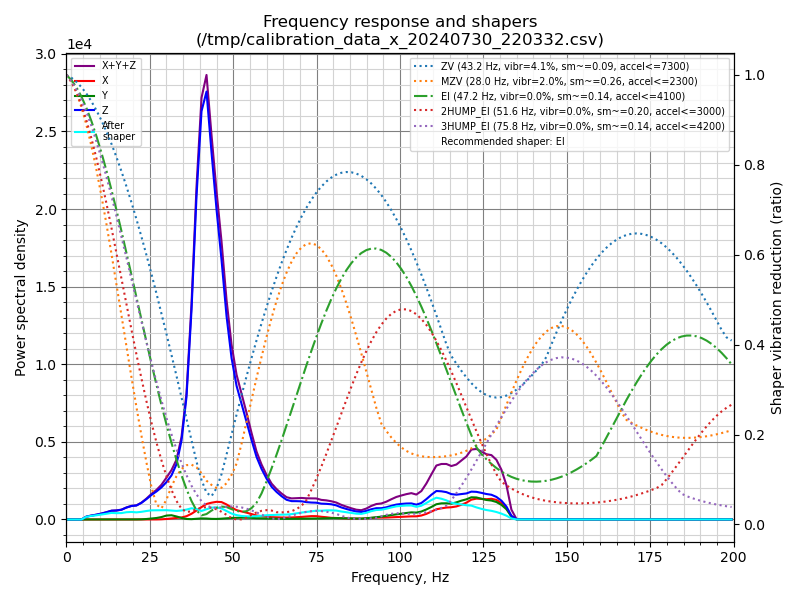 Frequency response and shapers
(/tmp/calibration_data_x_20240730_220332.csv)
1e4
3.0
2.5
2.0
1.5
1.0
0.5
0.0
Power spectral density
X+Y+Z
X
Y
Z
After
shaper
ZV (43.2 Hz, vibr=4.1%, sm~=0.09, accel<=7300)
MZV (28.0 Hz, vibr=2.0%, sm~=0.26, accel<=2300)
EI (47.2 Hz, vibr=0.0%, sm~=0.14, accel<=4100)
2HUMP_EI (51.6 Hz, vibr=0.0%, sm~=0.20, accel<=3000)
3HUMP_EI (75.8 Hz, vibr=0.0%, sm~=0.14, accel<=4200)
Recommended shaper: EI
1.0
0.8
0.6
0.4
0.2
0.0
Shaper vibration reduction (ratio)
0 25 50 75 100 125 150 175 200
Frequency, Hz